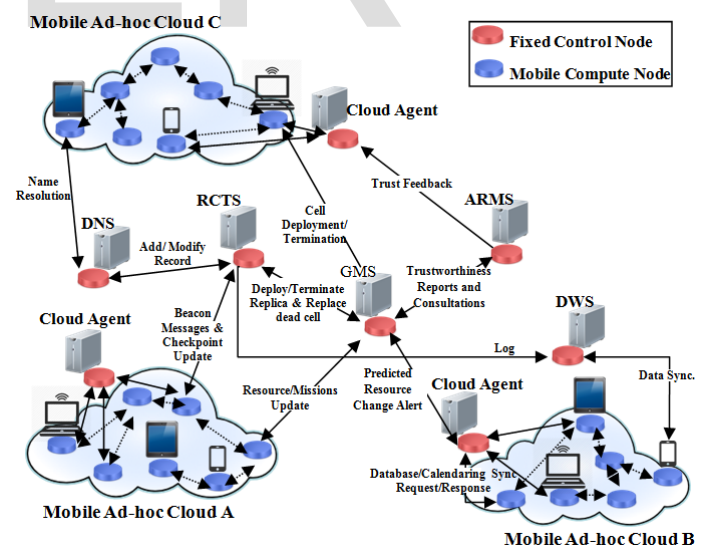 Mobile Ad-hoc Cloud C
Fixed Control Node
Mobile Compute Node
Cloud Agent
Name
Resolution
Trust Feedback
RCTS
ARMS
Cell
Deployment/
Termination
DNS
Add/ Modify
Record
GMS
Trustworthiness
Reports and
Consultations
Deploy/Terminate
Replica & Replace
dead cell
DWS
Cloud Agent
Beacon
Messages &
Checkpoint
Update
Log
Predicted
Resource
Change Alert
Data Sync.
Resource/Missions
Update
Cloud Agent
Database/Calendaring Sync
Request/Response
Mobile Ad-hoc Cloud A
Mobile Ad-hoc Cloud B